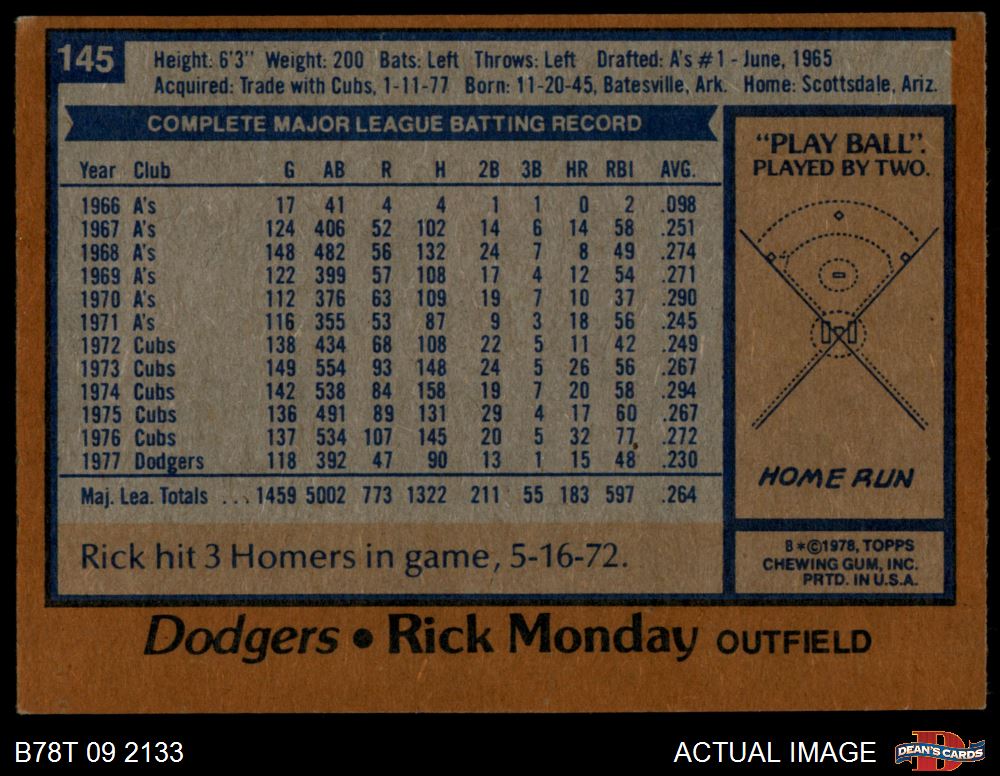 145
Height: 6'3" Weight: 200 Bats: Left Throws: Left Drafted: A's #1 - June, 1965
Acquired: Trade with Cubs, 1-11-77 Born: 11-20-45, Batesville, Ark. Home: Scottsdale, Ariz.
COMPLETE MAJOR LEAGUE BATTING RECORD
Year Club G AB R H 2B 3B HR RBI AVG.
1966 A's 17 41 4 4 1 1 0 2 .098
1967 A's 124 406 52 102 14 6 14 58 .251
1968 A's 148 482 56 132 24 7 8 49 .274
1969 A's 122 399 57 108 17 4 12 54 .271
1970 A's 112 376 63 109 19 7 10 37 .290
1971 A's 116 355 53 87 9 3 18 56 .245
1972 Cubs 138 434 68 108 22 5 11 42 .249
1973 Cubs 149 554 93 148 24 5 26 56 .267
1974 Cubs 142 538 84 158 19 7 20 58 .294
1975 Cubs 136 491 89 131 29 4 17 60 .267
1976 Cubs 137 534 107 145 20 5 32 77 .272
1977 Dodgers 118 392 47 90 13 1 15 48 .230
Maj. Lea. Totals ... 1459 5002 773 1322 211 55 183 597 .264
Rick hit 3 Homers in game, 5-16-72.
"PLAY BALL".
PLAYED BY TWO.
HOME RUN
B*©1978, TOPPS
CHEWING GUM, INC.
PRTD. IN U.S.A.
Dodgers • Rick Monday OUTFIELD
B78T 09 2133
ACTUAL IMAGE
D
DEAN'S CARDS